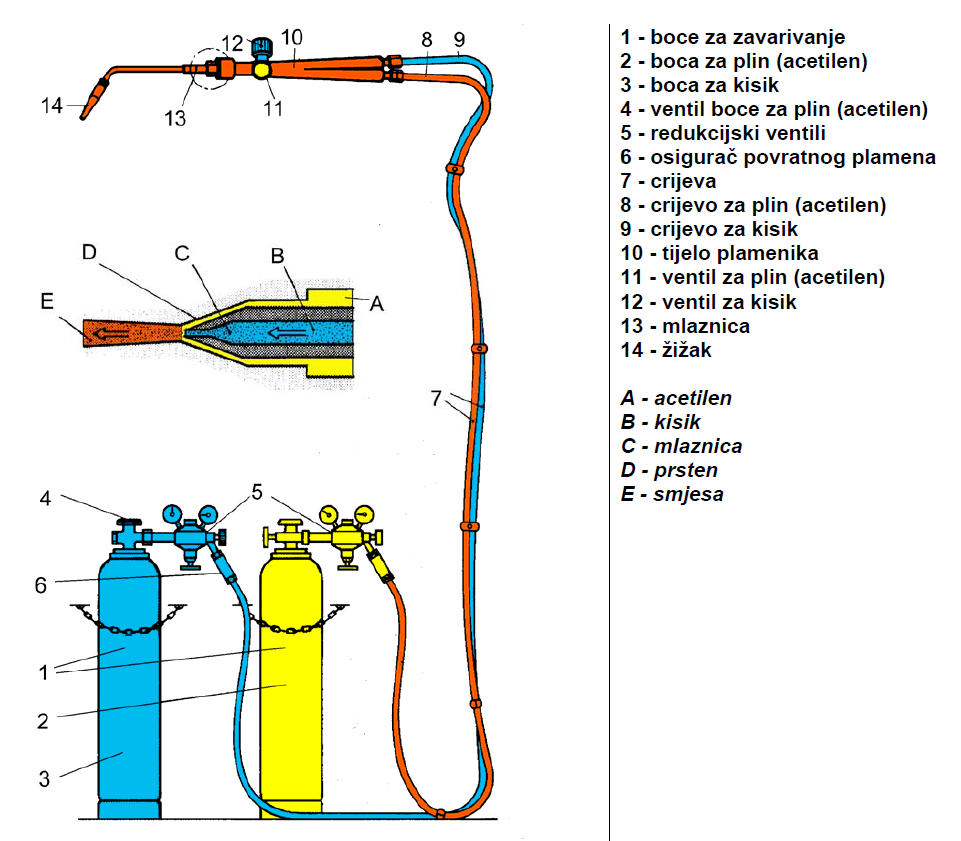 12
10
8
9
14
13
11
D
C
B
E
A
7
4
5
6
1
2
3
1 - boce za zavarivanje
2 - boca za plin (acetilen)
3 - boca za kisik
4 - ventil boce za plin (acetilen)
5 - redukcijski ventili
6 - osigurač povratnog plamena
7 - crijeva
8 - crijevo za plin (acetilen)
9 - crijevo za kisik
10 - tijelo plamenika
11 - ventil za plin (acetilen)
12 - ventil za kisik
13 - mlaznica
14 - žižak
A - acetilen
B - kisik
C - mlaznica
D - prsten
E - smjesa